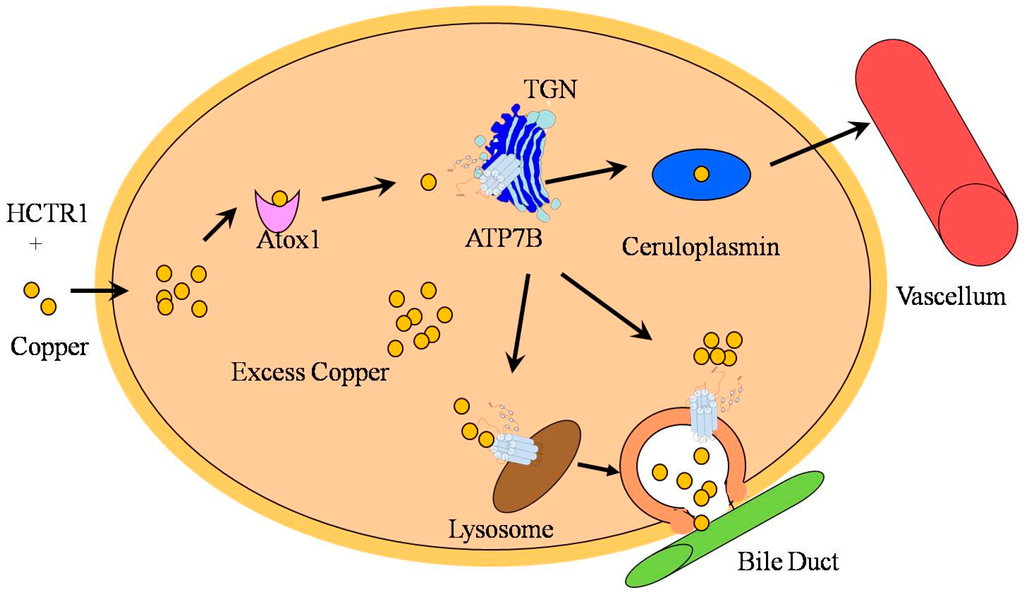 TGN
HCTR1
+
Atox1
ATP7B
Ceruloplasmin
Vascellum
Copper
Excess Copper
Lysosome
Bile Duct